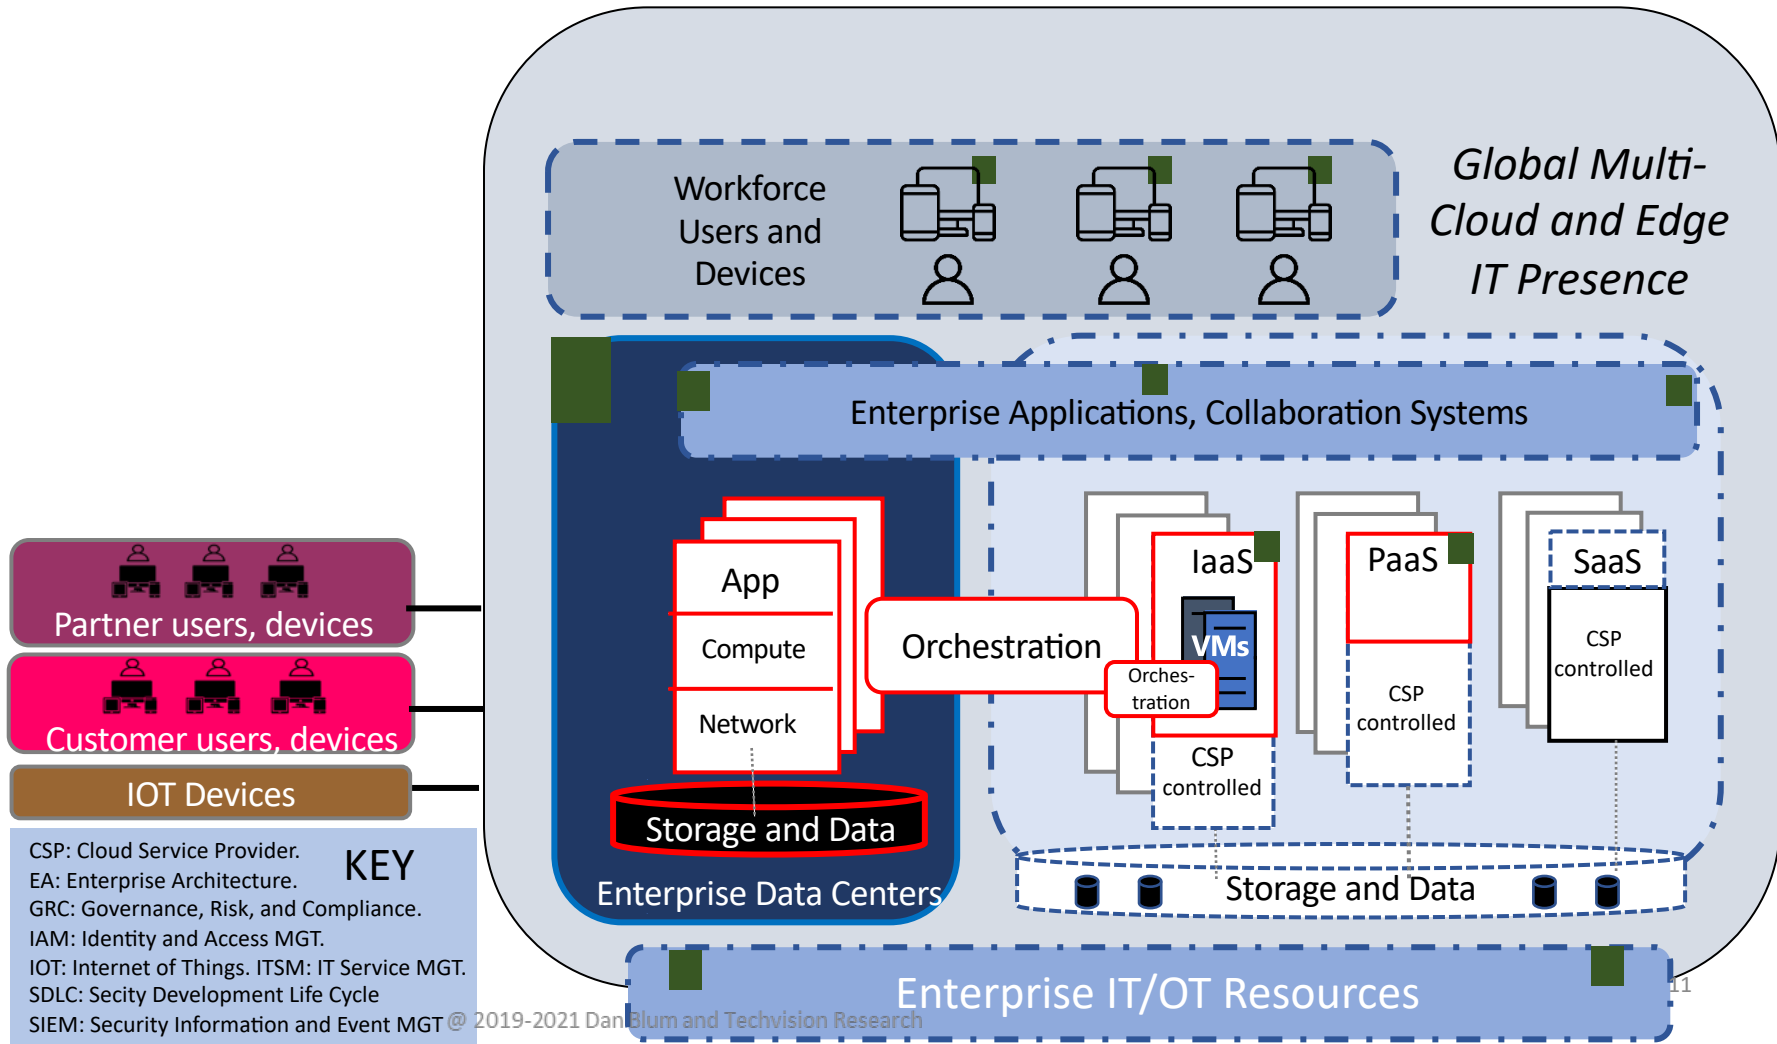 Workforce
Users and
Devices
Global Multi-
Cloud and Edge
IT Presence
Enterprise Applications, Collaboration Systems
App
Compute
Network
Storage and Data
Enterprise Data Centers
Orchestration
Orches-
tration
IaaS
VMs
CSP
controlled
PaaS
CSP
controlled
SaaS
CSP
controlled
Storage and Data
Partner users, devices
Customer users, devices
IOT Devices
KEY
CSP: Cloud Service Provider.
EA: Enterprise Architecture.
GRC: Governance, Risk, and Compliance.
IAM: Identity and Access MGT.
IOT: Internet of Things. ITSM: IT Service MGT.
SDLC: Secity Development Life Cycle
SIEM: Security Information and Event MGT
Enterprise IT/OT Resources
11
@ 2019-2021 Dan Blum and Techvision Research